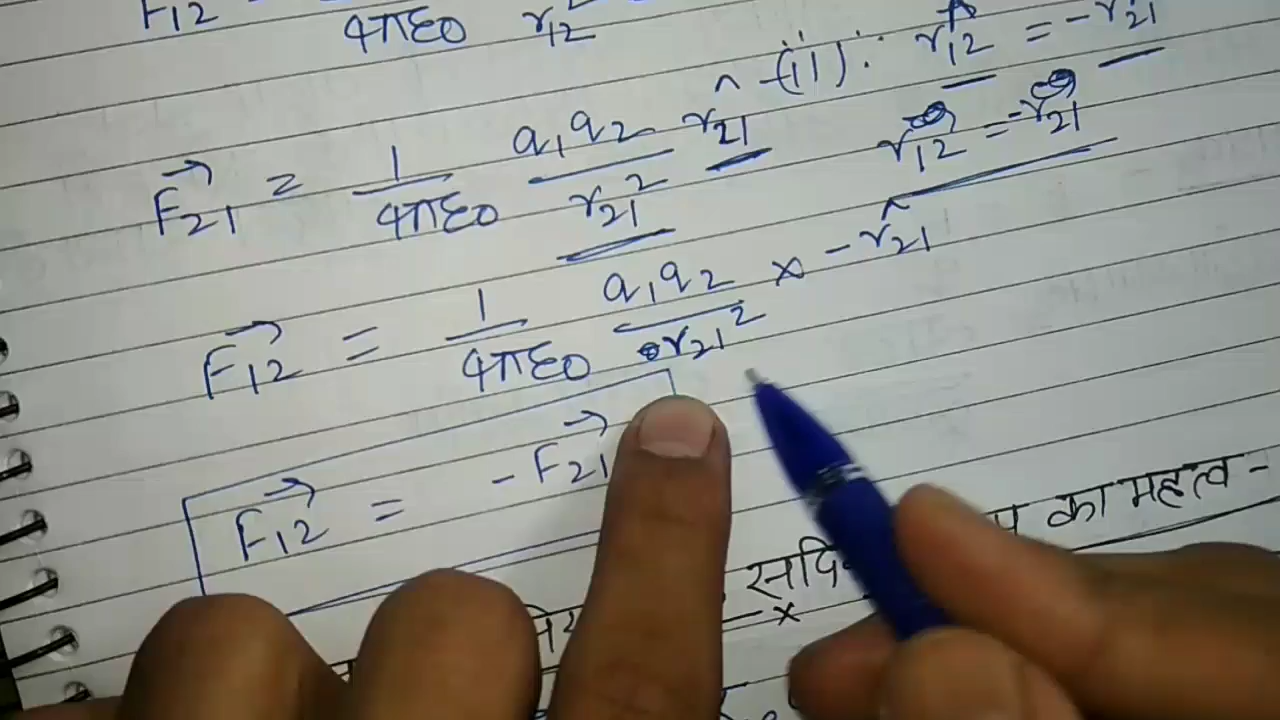 F₁₂ 4πε₀ r₁₂²
r̂₁₂ = -r̂₂₁
F⃗₂₁ = 1/4πε₀ q₁q₂/r₂₁² r̂₂₁ -(ii) ∵
r₁₂ = -r₂₁
F⃗₁₂ = 1/4πε₀ q₁q₂/r₂₁² × -r̂₂₁
F⃗₁₂ = -F⃗₂₁
का महत्व -
×